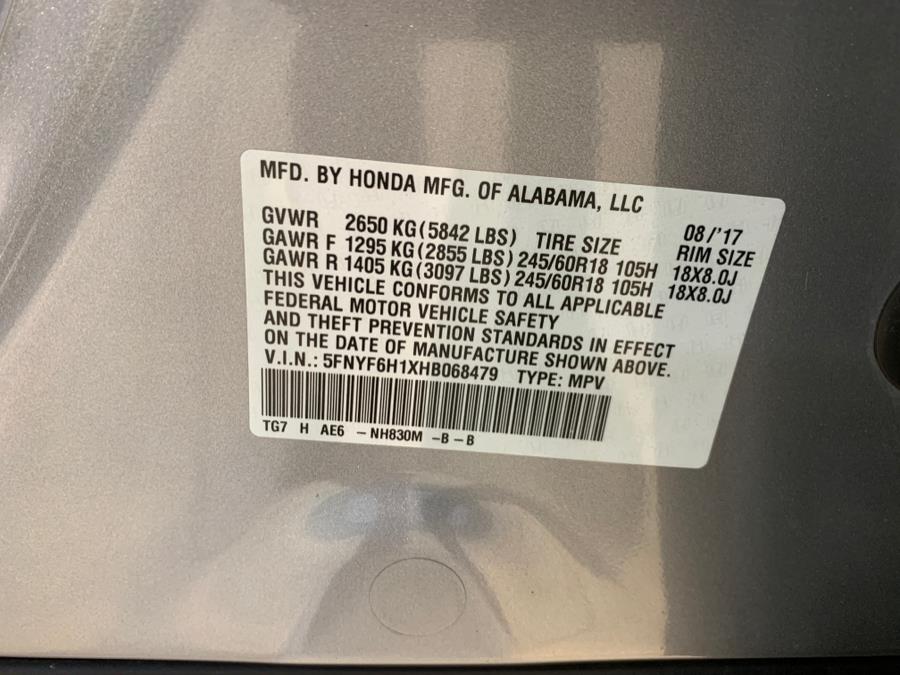 MFD. BY HONDA MFG. OF ALABAMA, LLC
08/'17
GVWR 2650 KG(5842 LBS) TIRE SIZE RIM SIZE
GAWR F 1295 KG(2855 LBS) 245/60R18 105H 18X8.0J
GAWR R 1405 KG(3097 LBS) 245/60R18 105H 18X8.0J
THIS VEHICLE CONFORMS TO ALL APPLICABLE
FEDERAL MOTOR VEHICLE SAFETY
AND THEFT PREVENTION STANDARDS IN EFFECT
ON THE DATE OF MANUFACTURE SHOWN ABOVE.
V.I.N.: 5FNYF6H1XHB068479 TYPE: MPV
TG7 H AE6 -NH830M -B-B